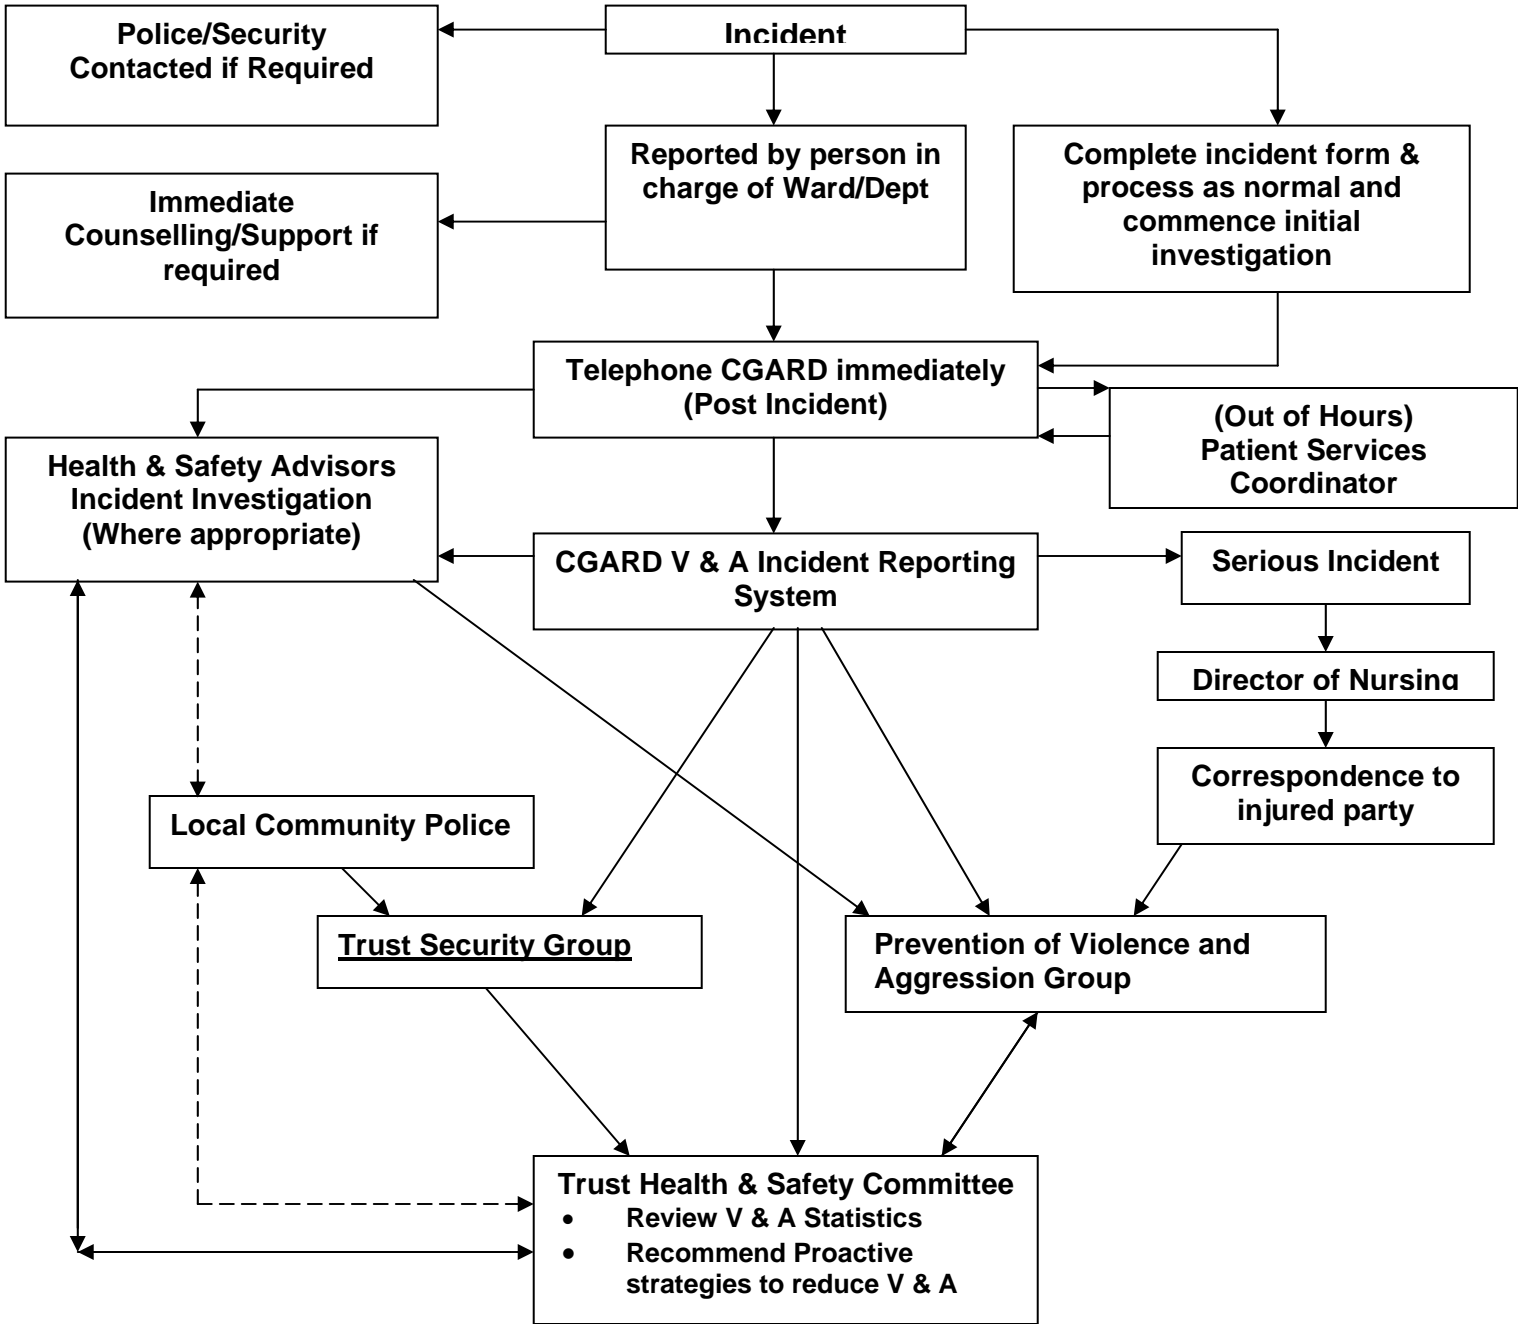 Police/Security
Contacted if Required
Incident
Reported by person in
charge of Ward/Dept
Complete incident form &
process as normal and
commence initial
investigation
Immediate
Counselling/Support if
required
Telephone CGARD immediately
(Post Incident)
(Out of Hours)
Patient Services
Coordinator
Health & Safety Advisors
Incident Investigation
(Where appropriate)
CGARD V & A Incident Reporting
System
Serious Incident
Director of Nursing
Correspondence to
injured party
Local Community Police
Trust Security Group
Prevention of Violence and
Aggression Group
Trust Health & Safety Committee
• Review V & A Statistics
• Recommend Proactive
strategies to reduce V & A